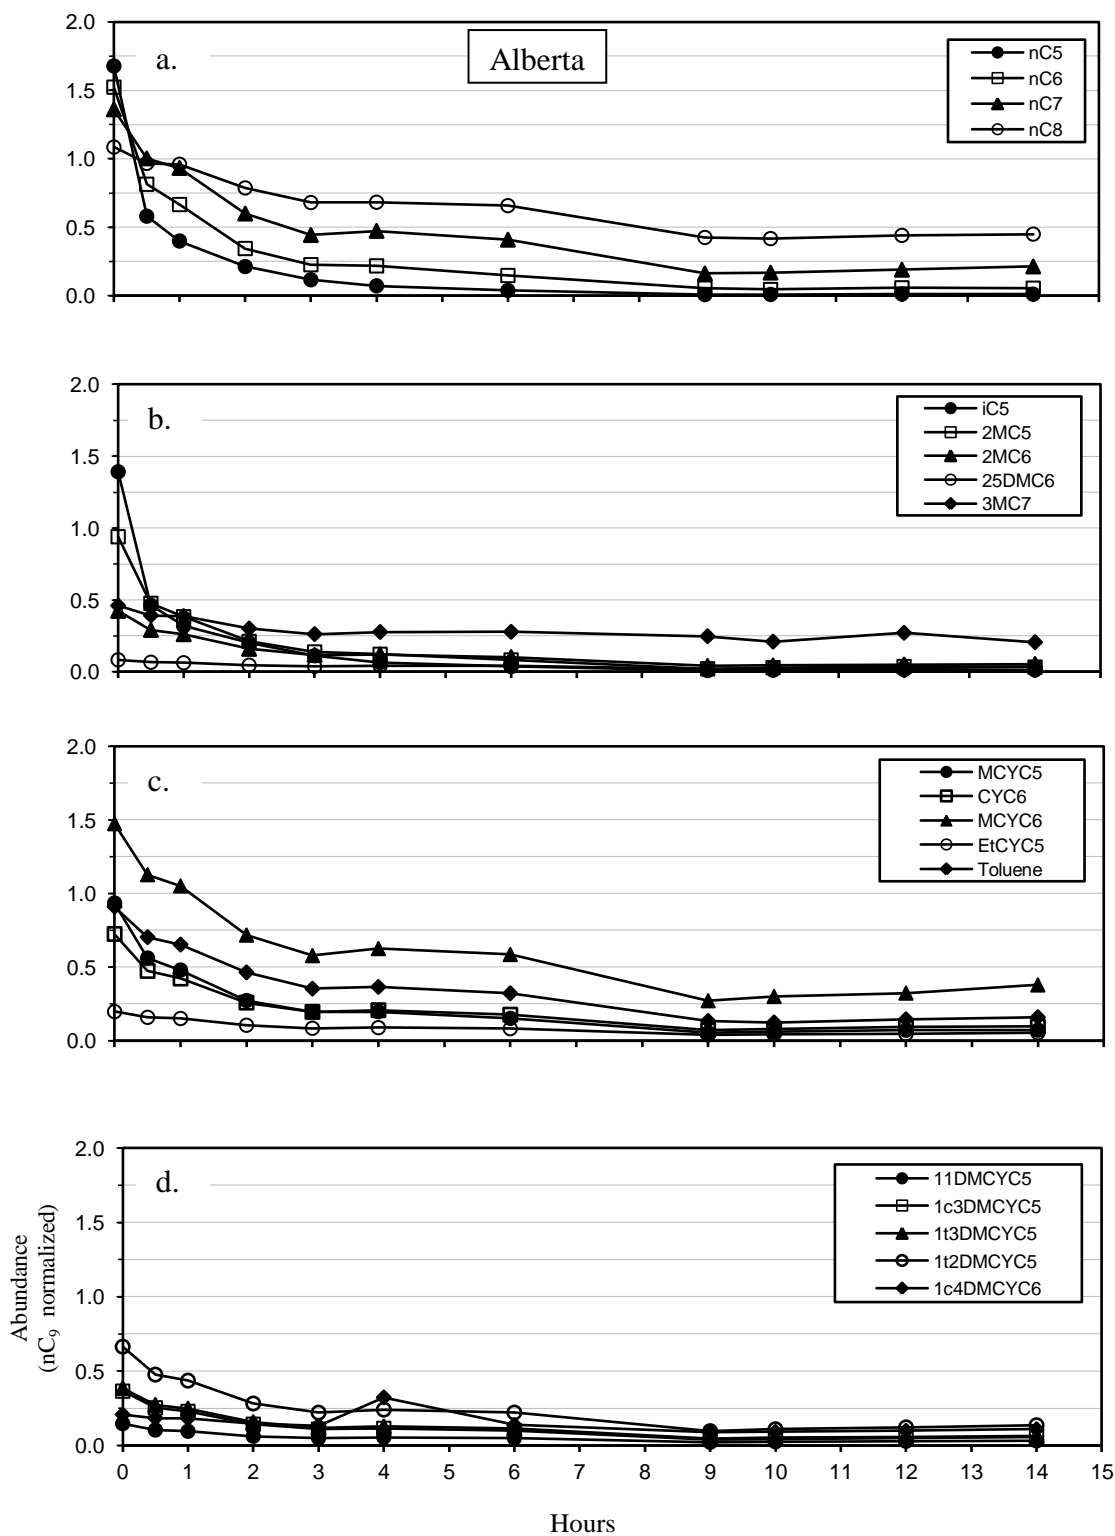 a.
Alberta
2.0
1.5
1.0
0.5
0.0
nC5
nC6
nC7
nC8
b.
2.0
1.5
1.0
0.5
0.0
iC5
2MC5
2MC6
25DMC6
3MC7
c.
2.0
1.5
1.0
0.5
0.0
MCYC5
CYC6
MCYC6
EtCYC5
Toluene
d.
2.0
1.5
1.0
0.5
0.0
11DMCYC5
1c3DMCYC5
1t3DMCYC5
1t2DMCYC5
1c4DMCYC6
Abundance
(nC9 normalized)
0 1 2 3 4 5 6 7 8 9 10 11 12 13 14 15
Hours